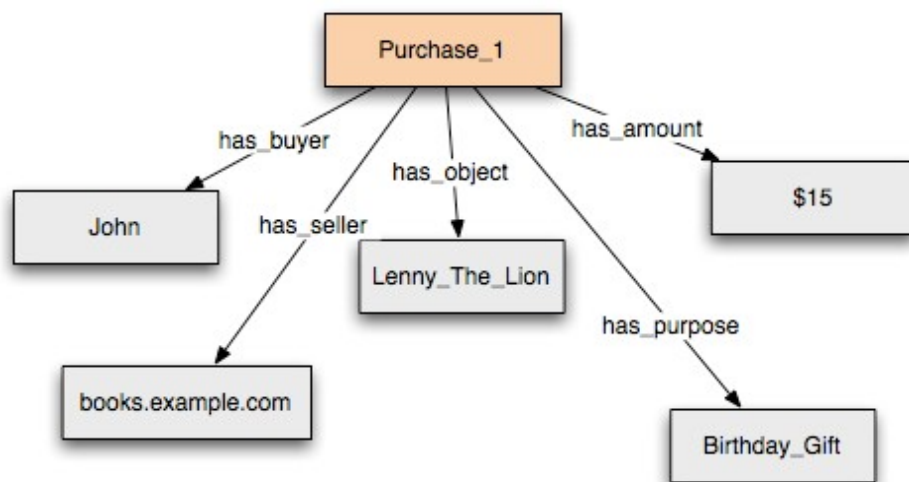 Purchase_1
has_buyer
has_amount
has_object
John
$15
has_seller
Lenny_The_Lion
has_purpose
books.example.com
Birthday_Gift